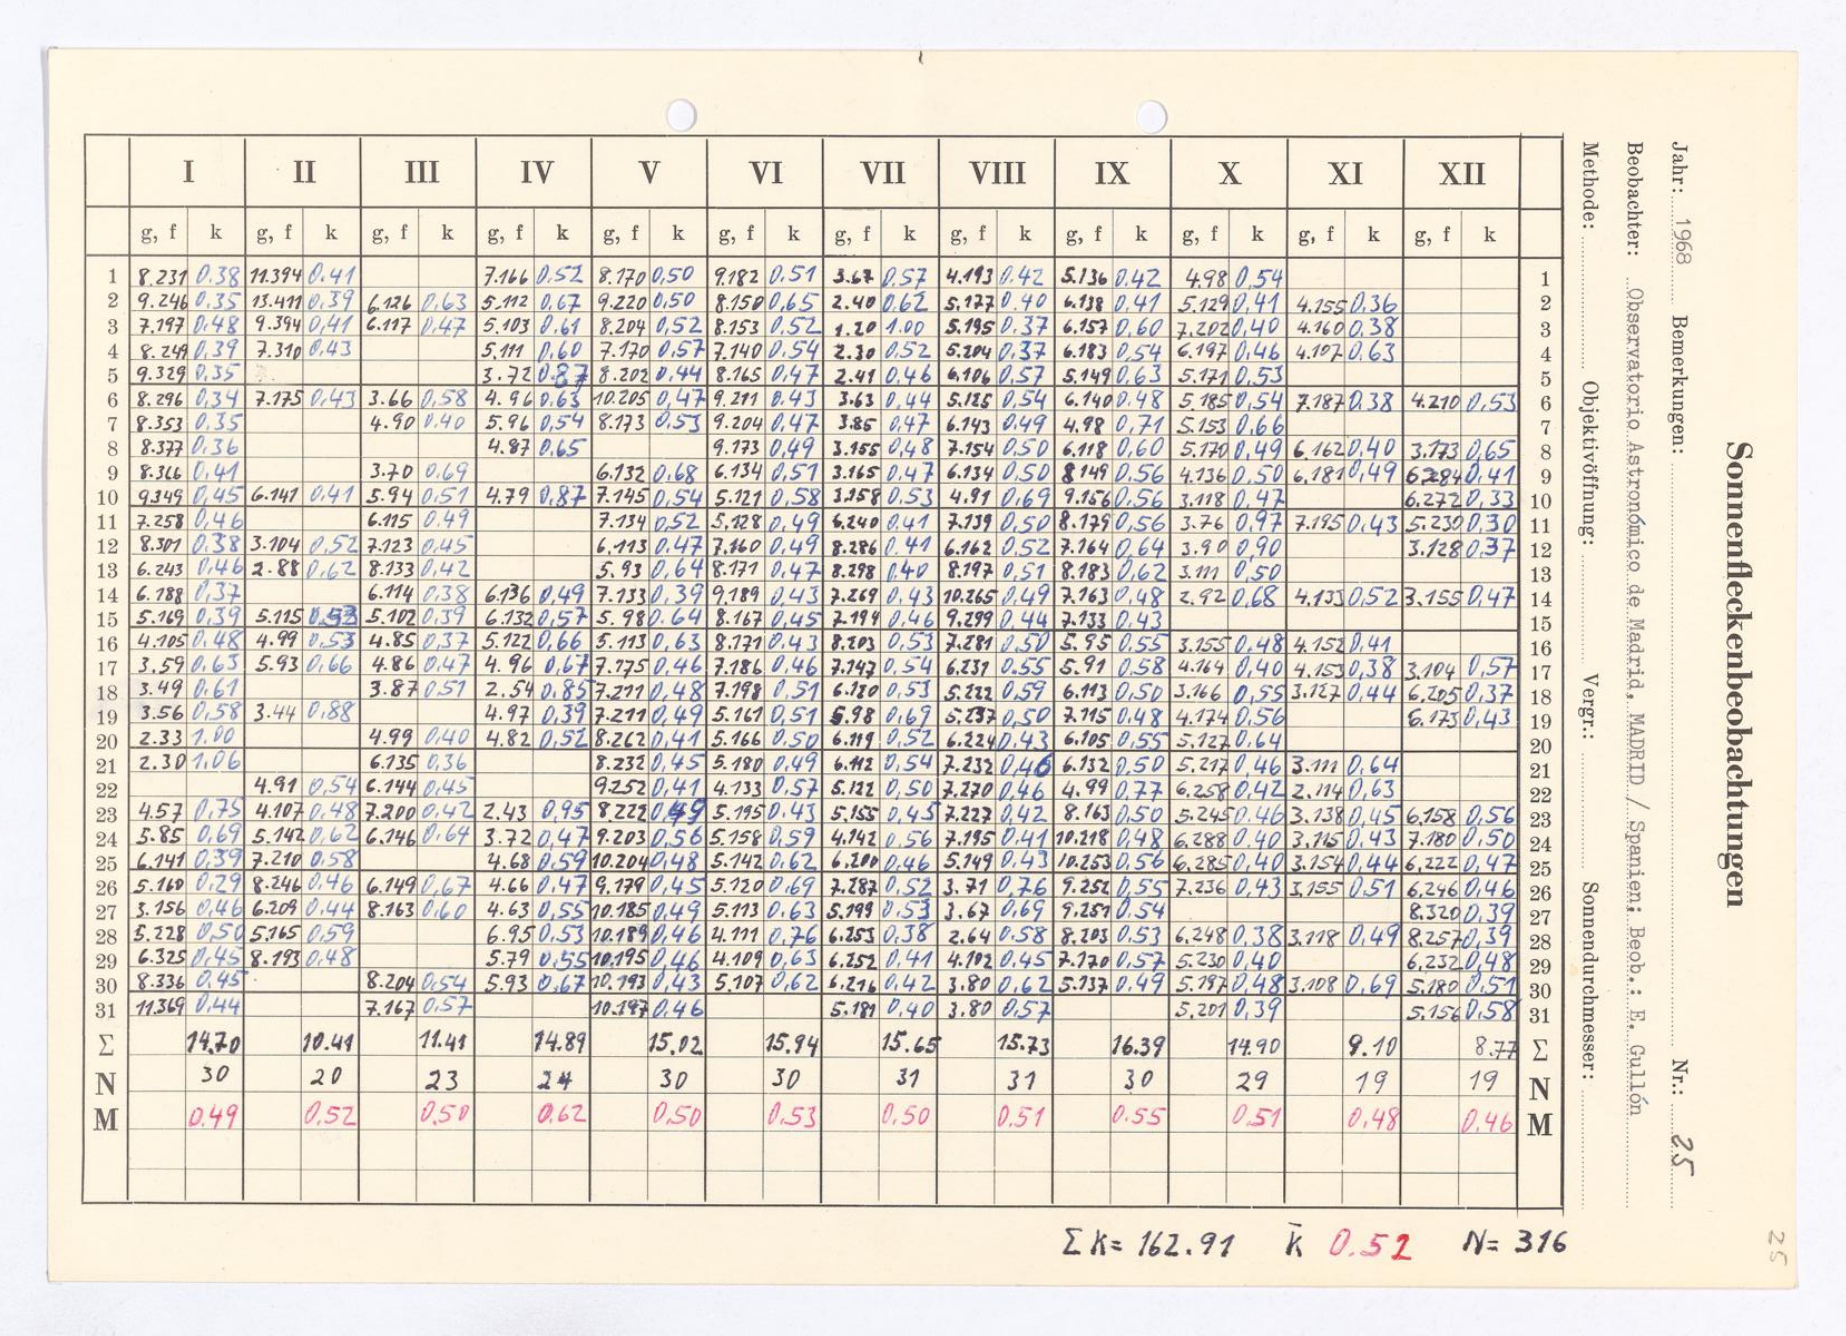 Sonnenfleckenbeobachtungen
Jahr: 1968 Bemerkungen: Nr.: 25
Beobachter: Observatorio Astronómico de Madrid, MADRID / Spanien; Beob.: E. Gullón
Methode: Objektivöffnung: Vergr.: Sonnendurchmesser:
I II III IV V VI VII VIII IX X XI XII
g, f k g, f k g, f k g, f k g, f k g, f k g, f k g, f k g, f k g, f k g, f k g, f k
1 8.231 0,38 11.394 0.41 7.166 0,52 8.170 0,50 9.182 0,51 3.67 0,57 4.193 0.42 5.136 0.42 4.98 0,54 1
2 9.246 0,35 13.411 0,39 6.126 0,63 5.112 0,67 9.220 0,50 8.150 0,65 2.40 0,62 5.177 0.40 6.138 0,41 5.129 0,41 4.155 0,36 2
3 7.197 0,48 9.394 0,41 6.117 0,47 5.103 0.61 8.204 0,52 8.153 0,52 1.20 1.00 5.195 0.37 6.157 0,60 7.202 0,40 4.160 0,38 3
4 8.249 0,39 7.310 0,43 5.111 0,60 7.170 0,57 7.140 0,54 2.30 0,52 5.204 0,37 6.183 0,54 6.197 0,46 4.107 0,63 4
5 9.329 0,35 3.72 0.87 8.202 0,44 8.165 0,47 2.41 0,46 6.106 0,57 5.149 0.63 5.171 0,53 5
6 8.296 0,34 7.175 0,43 3.66 0,58 4.96 0.63 10.205 0,47 9.211 0.43 3.63 0,44 5.125 0,54 6.140 0.48 5.185 0,54 7.187 0.38 4.210 0,53 6
7 8.353 0,35 4.90 0.40 5.96 0,54 8.173 0,53 9.204 0,47 3.85 0,47 6.143 0,49 4.98 0,71 5.153 0,66 7
8 8.377 0,36 4.87 0.65 9.173 0,49 3.155 0,48 7.154 0,50 6.118 0,60 5.170 0,49 6.162 0,40 3.173 0,65 8
9 8.366 0,41 3.70 0.69 6.132 0,68 6.134 0,51 3.165 0,47 6.134 0,50 8149 0.56 4.136 0,50 6,181 0,49 6284 0,41 9
10 9349 0,45 6.141 0,41 5.94 0,51 4.79 0,87 7.145 0,54 5.121 0,58 3.158 0,53 4.91 0,69 9.156 0.56 3.118 0,47 6.272 0,33 10
11 7.258 0,46 6.115 0.49 7.134 0,52 5,128 0,49 6.240 0,41 7.139 0,50 8.179 0,56 3.76 0,97 7.195 0,43 5.230 0,30 11
12 8.301 0,38 3.104 0,52 7.123 0,45 6.113 0.47 7.160 0,49 8.286 0.41 6.162 0,52 7.164 0,64 3.90 0,90 3.128 0,37 12
13 6.243 0,46 2.88 0,62 8.133 0,42 5.93 0,64 8.171 0,47 8.298 0,40 8.197 0,51 8.183 0,62 3.111 0,50 13
14 6.188 0,37 6.114 0,38 6.136 0,49 7.133 0,39 9,189 0,43 7.269 0,43 10.265 0,49 7.163 0,48 2.92 0,68 4.133 0,52 3.155 0,47 14
15 5.169 0,39 5.115 0,53 5.102 0,39 6.132 0,57 5.98 0.64 8.167 0,45 7.194 0,46 9.299 0,44 7.133 0,43 15
16 4.105 0,48 4.99 0,53 4.85 0,37 5.122 0,66 5.113 0,63 8.171 0,43 8.203 0,53 7.281 0,50 5.95 0.55 3.155 0,48 4.152 0,41 16
17 3.59 0,63 5.93 0,66 4.86 0,47 4.96 0,67 7.175 0,46 7.186 0,46 7.147 0,54 6.231 0.55 5.91 0,58 4.164 0,40 4.153 0,38 3.104 0,57 17
18 3.49 0,61 3.87 0,51 2.54 0.85 7.211 0,48 7.198 0,51 6.120 0,53 5.222 0,59 6.113 0,50 3.166 0,55 3.127 0,44 6.205 0,37 18
19 3.56 0,58 3.44 0,88 4.97 0,39 7.211 0,49 5.161 0,51 5.98 0,69 5.237 0,50 7.115 0.48 4.174 0,56 6.173 0,43 19
20 2.33 1.00 4.99 0,40 4.82 0,52 8.262 0,41 5.166 0,50 6.119 0,52 6.224 0.43 6.105 0,55 5.127 0,64 20
21 2.30 1,06 6.135 0,36 8.232 0,45 5.180 0,49 6.112 0,54 7.232 0,46 6.132 0,50 5.217 0,46 3.111 0,64 21
22 4.91 0,54 6.144 0,45 9.252 0,41 4.133 0,57 5.122 0,50 7.270 0,46 4.99 0,77 6.258 0,42 2.114 0,63 22
23 4.57 0,75 4.107 0,48 7.200 0,42 2.43 0,95 8.222 0,49 5.195 0.43 5.155 0,45 7.227 0,42 8.163 0,50 5.245 0.46 3.138 0,45 6,158 0,56 23
24 5.85 0,69 5.142 0,62 6.146 0,64 3.72 0,47 9.203 0,56 5.158 0,59 4.142 0,56 7.195 0,41 10.218 0,48 6.288 0,40 3,115 0,43 7.180 0,50 24
25 6.141 0,39 7.210 0,58 4.68 0,59 10.204 0,48 5.142 0,62 6.200 0,46 5.149 0,43 10.253 0,56 6,285 0,40 3.154 0,44 6,222 0,47 25
26 5.160 0,29 8.246 0.46 6.149 0,67 4.66 0,47 9.179 0,45 5.120 0,69 7.287 0,52 3.71 0,76 9.252 0,55 7.236 0,43 3,155 0,51 6.246 0,46 26
27 3.156 0,46 6.209 0,44 8.163 0,60 4.63 0,55 10.185 0,49 5.113 0.63 5.199 0,53 3.67 0,69 9.251 0.54 8.320 0,39 27
28 5.228 0,50 5,165 0,59 6.95 0,53 10.189 0,46 4.111 0,76 6.253 0,38 2.64 0.58 8,203 0,53 6,248 0,38 3.118 0,49 8.257 0,39 28
29 6.325 0,45 8.193 0,48 5.79 0,55 10.195 0,46 4.109 0,63 6.252 0,41 4.102 0,45 7.170 0,57 5.230 0,40 6,232 0,48 29
30 8.336 0,45 8.204 0,54 5.93 0,67 10.193 0,43 5.107 0,62 6.216 0,42 3.80 0,62 5.137 0,49 5.197 0,48 3.108 0,69 5.180 0,51 30
31 11.369 0,44 7.167 0,57 10.197 0,46 5.181 0,40 3.80 0,57 5,201 0,39 5.156 0,58 31
Σ 14.70 10.41 11.41 14.89 15,02 15,94 15.65 15.73 16.39 14.90 9.10 8.77 Σ
N 30 20 23 24 30 30 31 31 30 29 19 19 N
M 0.49 0.52 0.50 0.62 0.50 0.53 0.50 0.51 0.55 0.51 0.48 0.46 M
Σ k = 162.91 k̄ 0.52 N = 316
25